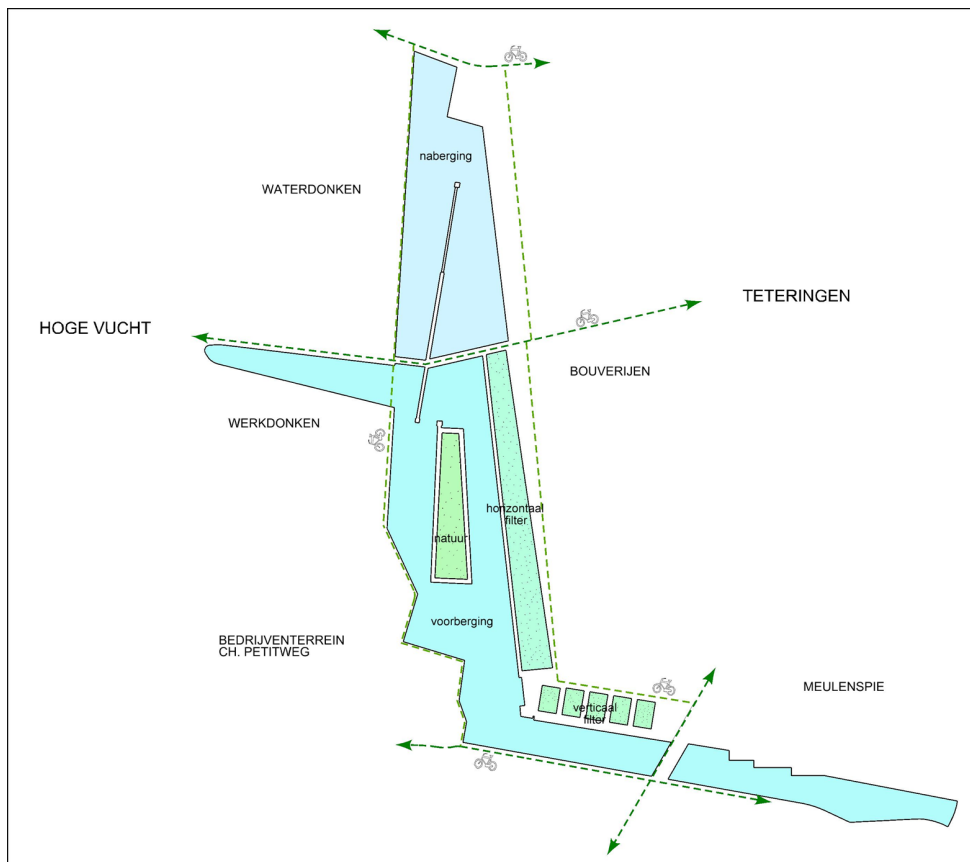 naberging
WATERDONKEN
TETERINGEN
HOGE VUCHT
BOUVERIJEN
WERKDONKEN
horizontaal
filter
natuur
voorberging
BEDRIJVENTERREIN
CH. PETITWEG
MEULENSPIE
verticaal
filter